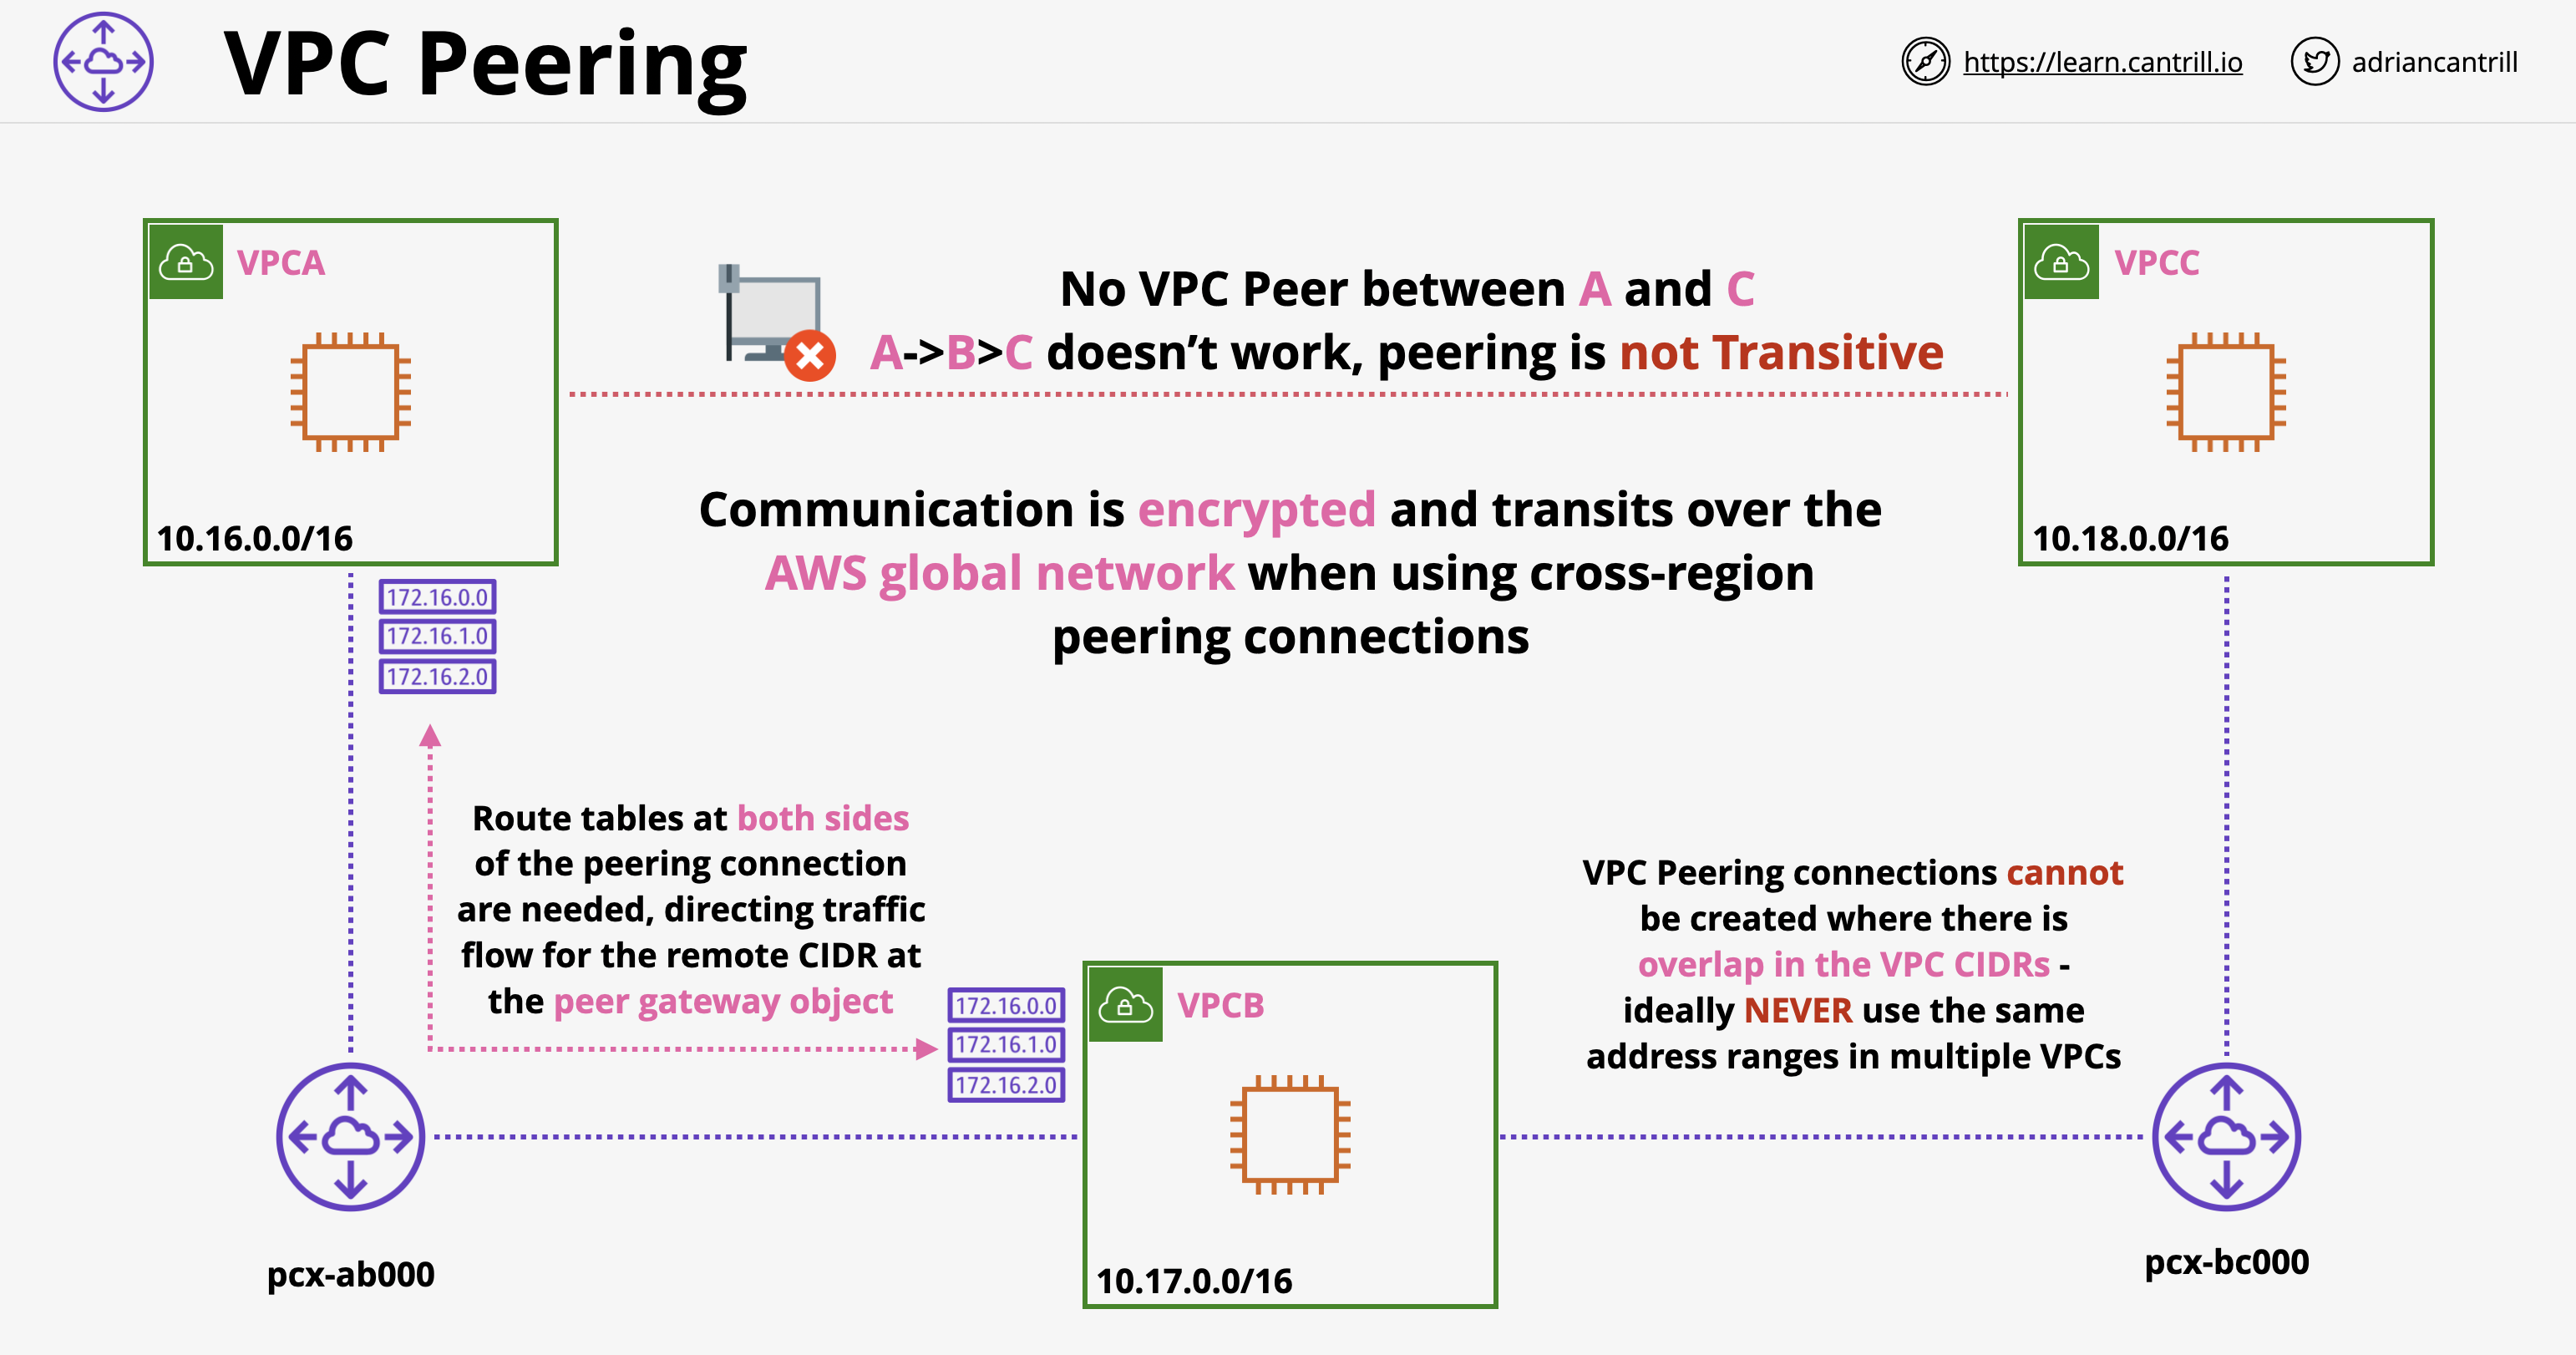 VPC Peering
https://learn.cantrill.io
adriancantrill
VPCA
10.16.0.0/16
No VPC Peer between A and C
A->B>C doesn’t work, peering is not Transitive
VPCC
10.18.0.0/16
Communication is encrypted and transits over the
AWS global network when using cross-region
peering connections
172.16.0.0
172.16.1.0
172.16.2.0
Route tables at both sides
of the peering connection
are needed, directing traffic
flow for the remote CIDR at
the peer gateway object
172.16.0.0
172.16.1.0
172.16.2.0
VPCB
10.17.0.0/16
VPC Peering connections cannot
be created where there is
overlap in the VPC CIDRs -
ideally NEVER use the same
address ranges in multiple VPCs
pcx-ab000
pcx-bc000